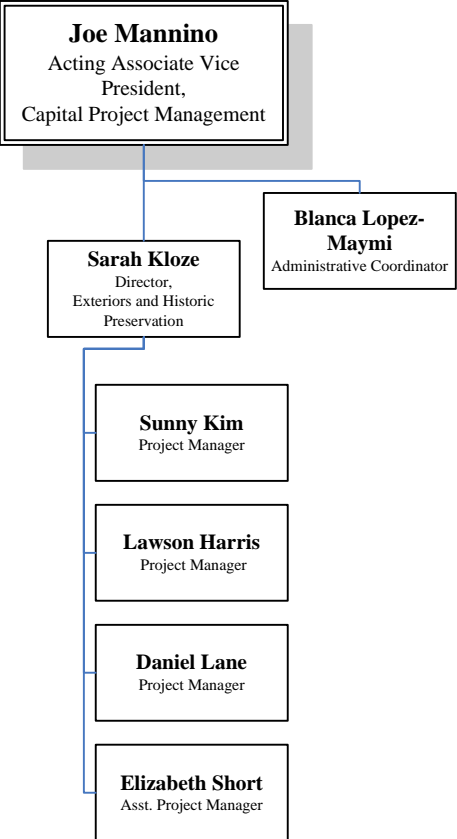 Joe Mannino
Acting Associate Vice
President,
Capital Project Management
Blanca Lopez-
Maymi
Administrative Coordinator
Sarah Kloze
Director,
Exteriors and Historic
Preservation
Sunny Kim
Project Manager
Lawson Harris
Project Manager
Daniel Lane
Project Manager
Elizabeth Short
Asst. Project Manager